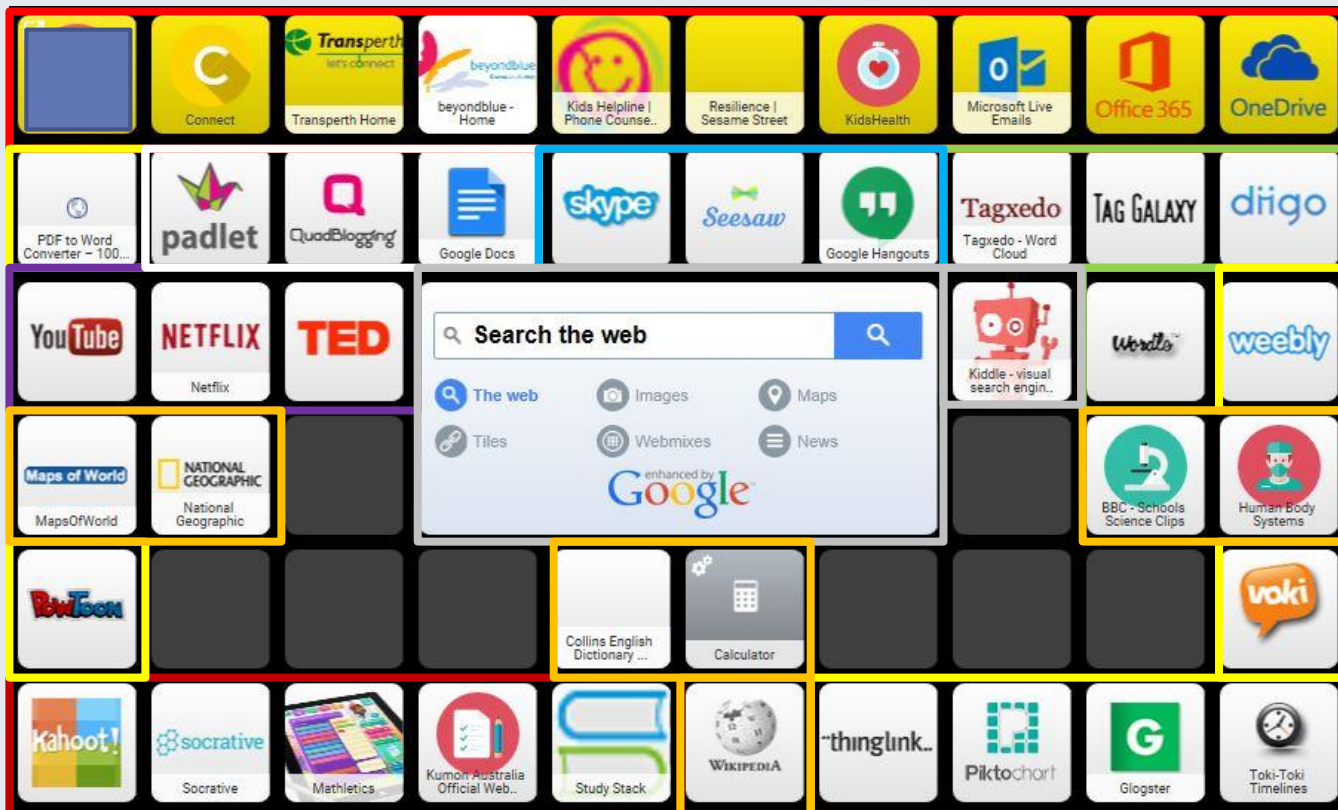 C
Connect
Transperth
let's connect
Transperth Home
beyondblue
beyondblue -
Home
Kids Helpline |
Phone Counse..
Resilience |
Sesame Street
KidsHealth
Microsoft Live
Emails
Office 365
OneDrive
PDF to Word
Converter – 100...
padlet
QuadBlogging
Google Docs
skype
Seesaw
Google Hangouts
Tagxedo
Tagxedo - Word
Cloud
TAG GALAXY
diigo
YouTube
NETFLIX
Netflix
TED
Search the web
The web
Images
Maps
Tiles
Webmixes
News
enhanced by
Google
Kiddle - visual
search engin..
Wordle
weebly
Maps of World
MapsOfWorld
NATIONAL
GEOGRAPHIC
National
Geographic
BBC - Schools
Science Clips
Human Body
Systems
PowToon
Collins English
Dictionary ...
Calculator
voki
Kahoot!
socrative
Socrative
Mathletics
Kumon Australia
Official Web..
Study Stack
WIKIPEDIA
thinglink..
Piktochart
G
Glogster
Toki-Toki
Timelines